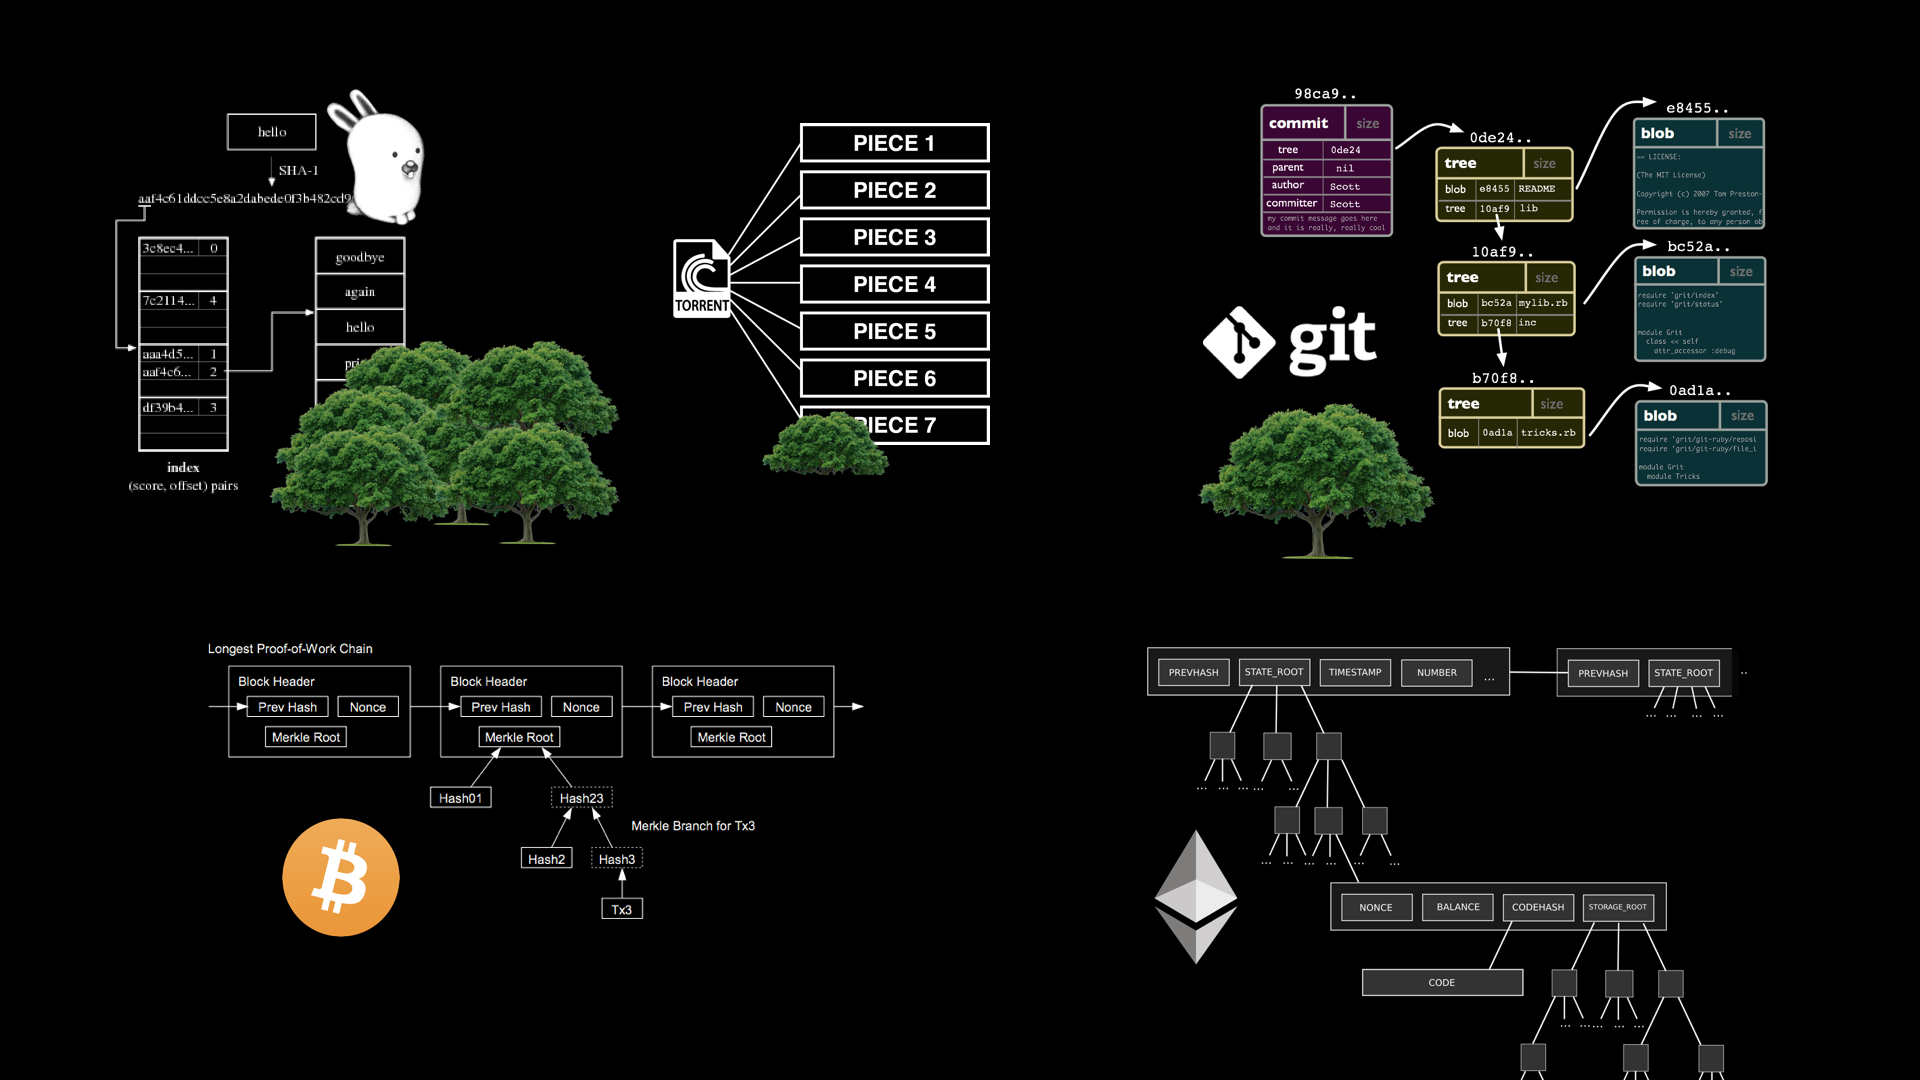 hello
SHA-1
aaf4c61ddcc5e8a2dabede0f3b482cd9
3c8ec4... 0
7c2114... 4
aaa4d5... 1
aaf4c6... 2
df39b4... 3
index
(score, offset) pairs
goodbye
again
hello
TORRENT
PIECE 1
PIECE 2
PIECE 3
PIECE 4
PIECE 5
PIECE 6
PIECE 7
98ca9..
commit size
tree 0de24
parent nil
author Scott
committer Scott
my commit message goes here
and it is really, really cool
0de24..
tree size
blob e8455 README
tree 10af9 lib
10af9..
tree size
blob bc52a mylib.rb
tree b70f8 inc
b70f8..
tree size
blob 0ad1a tricks.rb
e8455..
blob size
== LICENSE:
(The MIT License)
Copyright (c) 2007 Tom Preston-
Permission is hereby granted, f
ree of charge, to any person ob
bc52a..
blob size
require 'grit/index'
require 'grit/status'
module Grit
class << self
attr_accessor :debug
0ad1a..
blob size
require 'grit/git-ruby/reposi
require 'grit/git-ruby/file_i
module Grit
module Tricks
git
Longest Proof-of-Work Chain
Block Header
Prev Hash Nonce
Merkle Root
Block Header
Prev Hash Nonce
Merkle Root
Block Header
Prev Hash Nonce
Merkle Root
Hash01
Hash23
Merkle Branch for Tx3
Hash2
Hash3
Tx3
PREVHASH STATE_ROOT TIMESTAMP NUMBER ...
PREVHASH STATE_ROOT ..
... ... ... ...
... ... ... ... ...
... ... ... ... ... ...
NONCE BALANCE CODEHASH STORAGE_ROOT
CODE
... ... ... ... ...